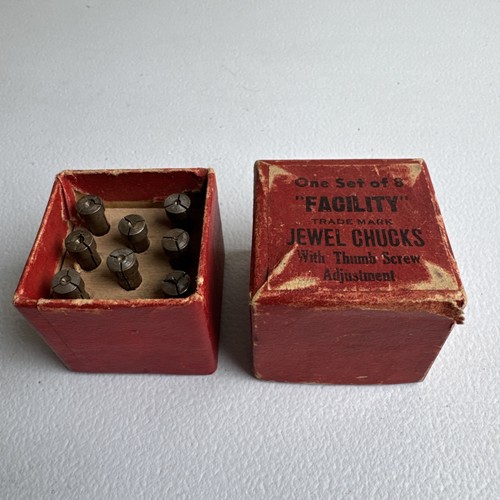 One Set of 8
"FACILITY"
TRADE MARK
JEWEL CHUCKS
With Thumb Screw
Adjustment